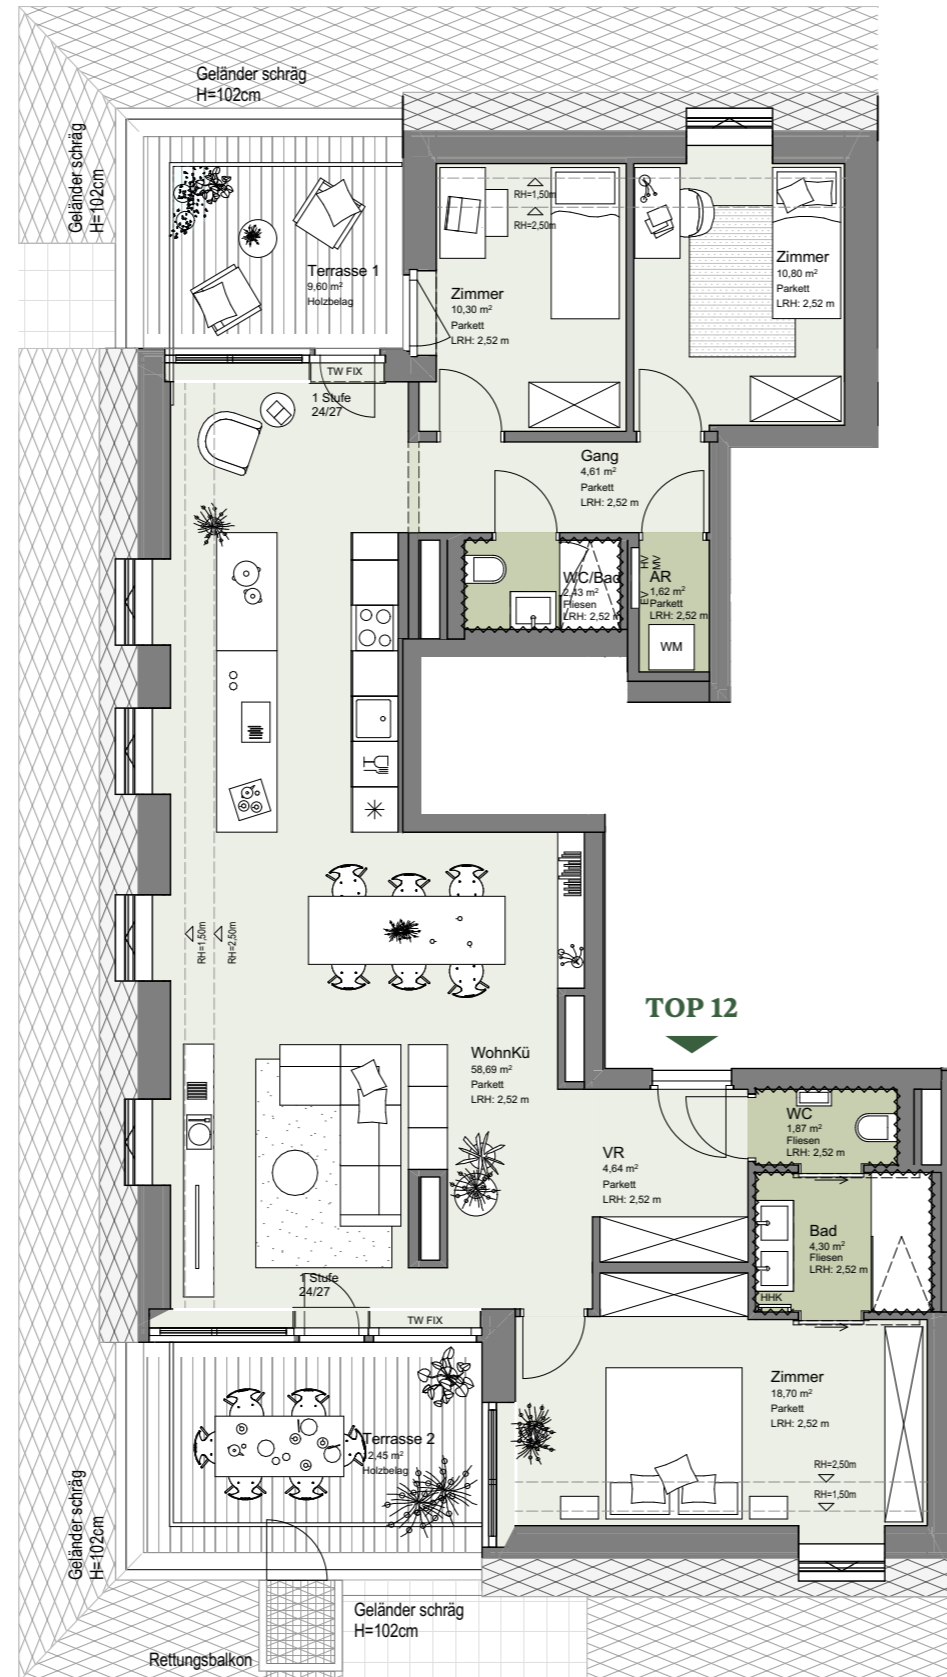 Geländer schräg
H=102cm
Geländer schräg
H=102cm
Terrasse 1
9,60 m²
Holzbelag
RH=1,50m
RH=2,50m
Zimmer
10,30 m²
Parkett
LRH: 2,52 m
Zimmer
10,80 m²
Parkett
LRH: 2,52 m
TW FIX
1 Stufe
24/27
Gang
4,61 m²
Parkett
LRH: 2,52 m
WC/Bad
2,43 m²
Fliesen
LRH: 2,52 m
HV
MV
EV
AR
1,62 m²
Parkett
LRH: 2,52 m
WM
RH=1,50m
RH=2,50m
TOP 12
WohnKü
58,69 m²
Parkett
LRH: 2,52 m
VR
4,64 m²
Parkett
LRH: 2,52 m
WC
1,87 m²
Fliesen
LRH: 2,52 m
Bad
4,30 m²
Fliesen
LRH: 2,52 m
HHK
1 Stufe
24/27
TW FIX
Zimmer
18,70 m²
Parkett
LRH: 2,52 m
RH=2,50m
RH=1,50m
Terrasse 2
2,45 m²
Holzbelag
Geländer schräg
H=102cm
Geländer schräg
H=102cm
Rettungsbalkon